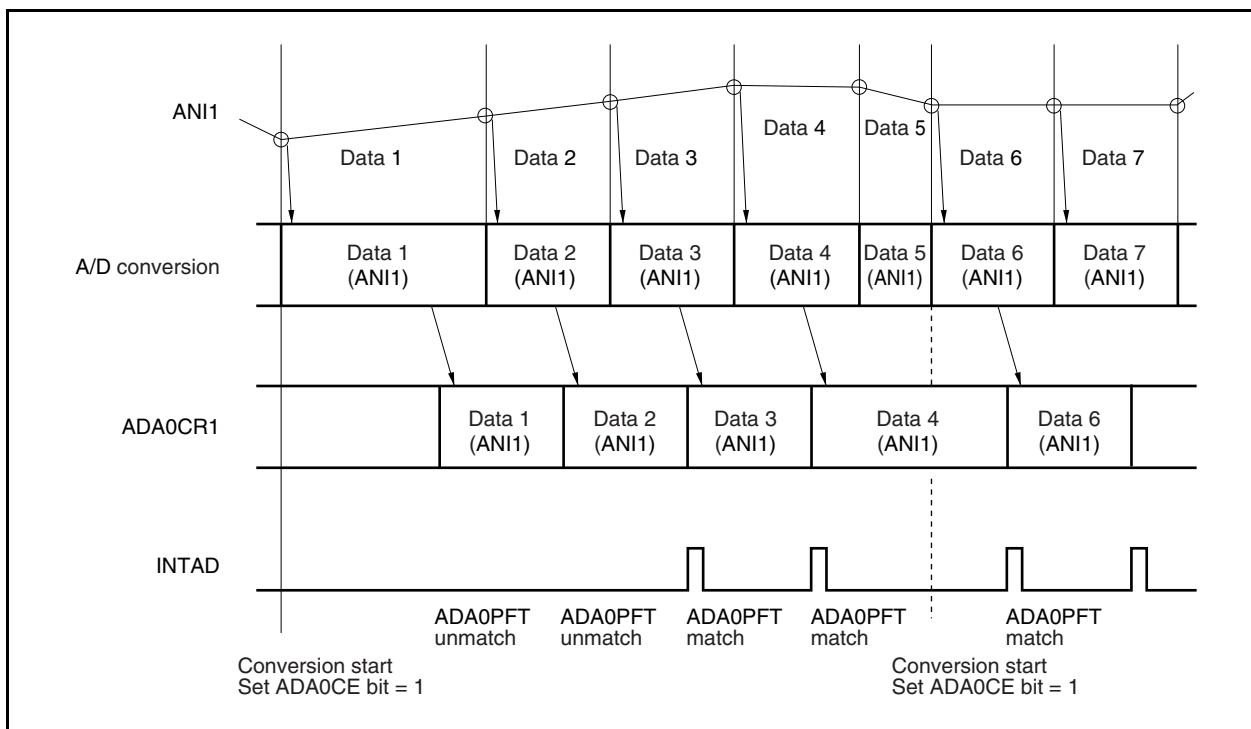 ANI1
Data 1
Data 2
Data 3
Data 4
Data 5
Data 6
Data 7
A/D conversion
Data 1
(ANI1)
Data 2
(ANI1)
Data 3
(ANI1)
Data 4
(ANI1)
Data 5
(ANI1)
Data 6
(ANI1)
Data 7
(ANI1)
ADA0CR1
Data 1
(ANI1)
Data 2
(ANI1)
Data 3
(ANI1)
Data 4
(ANI1)
Data 6
(ANI1)
INTAD
ADA0PFT
unmatch
ADA0PFT
unmatch
ADA0PFT
match
ADA0PFT
match
ADA0PFT
match
Conversion start
Set ADA0CE bit = 1
Conversion start
Set ADA0CE bit = 1